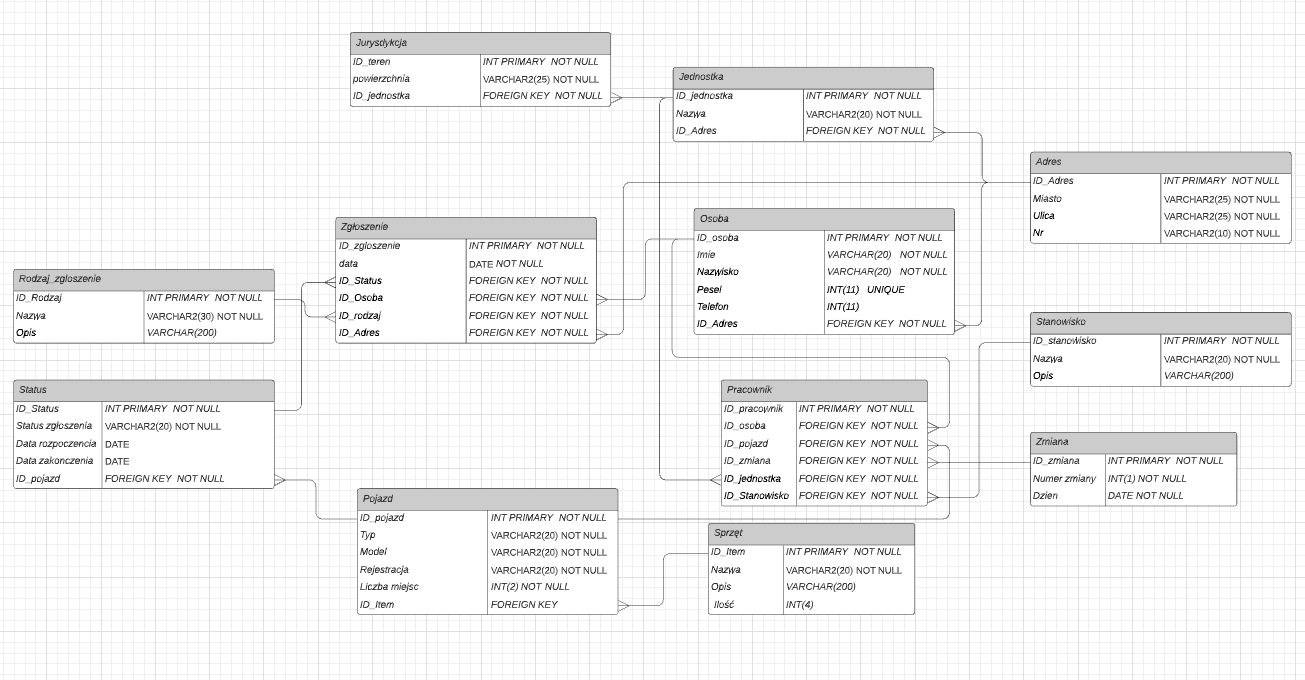 Jurysdykcja
ID_teren INT PRIMARY NOT NULL
powierzchnia VARCHAR2(25) NOT NULL
ID_jednostka FOREIGN KEY NOT NULL
Jednostka
ID_jednostka INT PRIMARY NOT NULL
Nazwa VARCHAR2(20) NOT NULL
ID_Adres FOREIGN KEY NOT NULL
Adres
ID_Adres INT PRIMARY NOT NULL
Miasto VARCHAR2(25) NOT NULL
Ulica VARCHAR2(25) NOT NULL
Nr VARCHAR2(10) NOT NULL
Zgłoszenie
ID_zgloszenie INT PRIMARY NOT NULL
data DATE NOT NULL
ID_Status FOREIGN KEY NOT NULL
ID_Osoba FOREIGN KEY NOT NULL
ID_rodzaj FOREIGN KEY NOT NULL
ID_Adres FOREIGN KEY NOT NULL
Osoba
ID_osoba INT PRIMARY NOT NULL
Imie VARCHAR(20) NOT NULL
Nazwisko VARCHAR(20) NOT NULL
Pesel INT(11) UNIQUE
Telefon INT(11)
ID_Adres FOREIGN KEY NOT NULL
Rodzaj_zgloszenie
ID_Rodzaj INT PRIMARY NOT NULL
Nazwa VARCHAR2(30) NOT NULL
Opis VARCHAR(200)
Stanowisko
ID_stanowisko INT PRIMARY NOT NULL
Nazwa VARCHAR2(20) NOT NULL
Opis VARCHAR(200)
Status
ID_Status INT PRIMARY NOT NULL
Status zgłoszenia VARCHAR2(20) NOT NULL
Data rozpoczencia DATE
Data zakonczenia DATE
ID_pojazd FOREIGN KEY NOT NULL
Pracownik
ID_pracownik INT PRIMARY NOT NULL
ID_osoba FOREIGN KEY NOT NULL
ID_pojazd FOREIGN KEY NOT NULL
ID_zmiana FOREIGN KEY NOT NULL
ID_jednostka FOREIGN KEY NOT NULL
ID_Stanowisko FOREIGN KEY NOT NULL
Zmiana
ID_zmiana INT PRIMARY NOT NULL
Numer zmiany INT(1) NOT NULL
Dzien DATE NOT NULL
Pojazd
ID_pojazd INT PRIMARY NOT NULL
Typ VARCHAR2(20) NOT NULL
Model VARCHAR2(20) NOT NULL
Rejestracja VARCHAR2(20) NOT NULL
Liczba miejsc INT(2) NOT NULL
ID_Item FOREIGN KEY
Sprzęt
ID_Item INT PRIMARY NOT NULL
Nazwa VARCHAR2(20) NOT NULL
Opis VARCHAR(200)
Ilość INT(4)